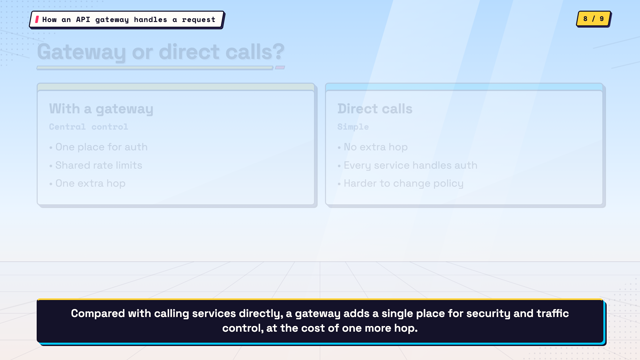 How an API gateway handles a request
8 / 9
Gateway or direct calls?
With a gateway
Central control
• One place for auth
• Shared rate limits
• One extra hop
Direct calls
Simple
• No extra hop
• Every service handles auth
• Harder to change policy
Compared with calling services directly, a gateway adds a single place for security and traffic
control, at the cost of one more hop.